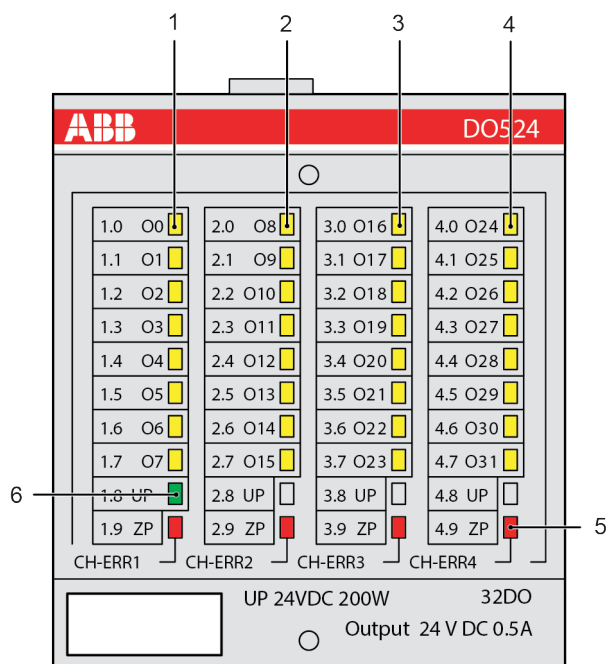 1 2 3 4
ABB DO524
1.0 O0 2.0 O8 3.0 O16 4.0 O24
1.1 O1 2.1 O9 3.1 O17 4.1 O25
1.2 O2 2.2 O10 3.2 O18 4.2 O26
1.3 O3 2.3 O11 3.3 O19 4.3 O27
1.4 O4 2.4 O12 3.4 O20 4.4 O28
1.5 O5 2.5 O13 3.5 O21 4.5 O29
1.6 O6 2.6 O14 3.6 O22 4.6 O30
1.7 O7 2.7 O15 3.7 O23 4.7 O31
6 1.8 UP 2.8 UP 3.8 UP 4.8 UP
1.9 ZP 2.9 ZP 3.9 ZP 4.9 ZP 5
CH-ERR1 CH-ERR2 CH-ERR3 CH-ERR4
UP 24VDC 200W 32DO
Output 24 V DC 0.5A